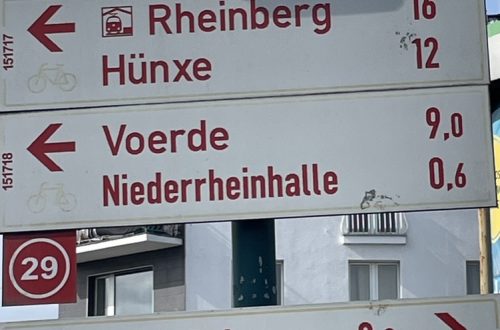 Rheinberg 16
151717
Hünxe 12
Voerde 9,0
151718
Niederrheinhalle 0,6
29